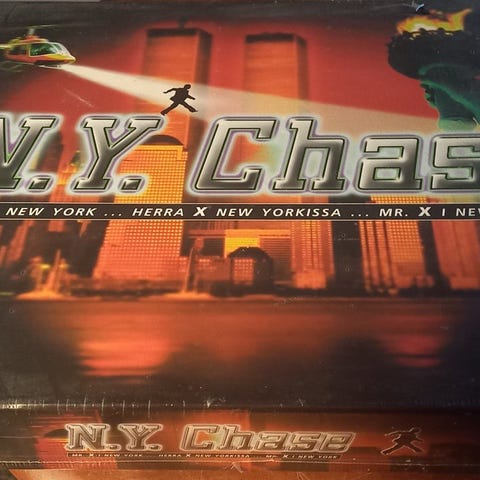 N.Y. Chas
NEW YORK ... HERRA X NEW YORKISSA ... MR. X I NEW
N.Y. Chase
MR. X I NEW YORK ... HERRA X NEW YORKISSA ... MR. X I NEW YORK